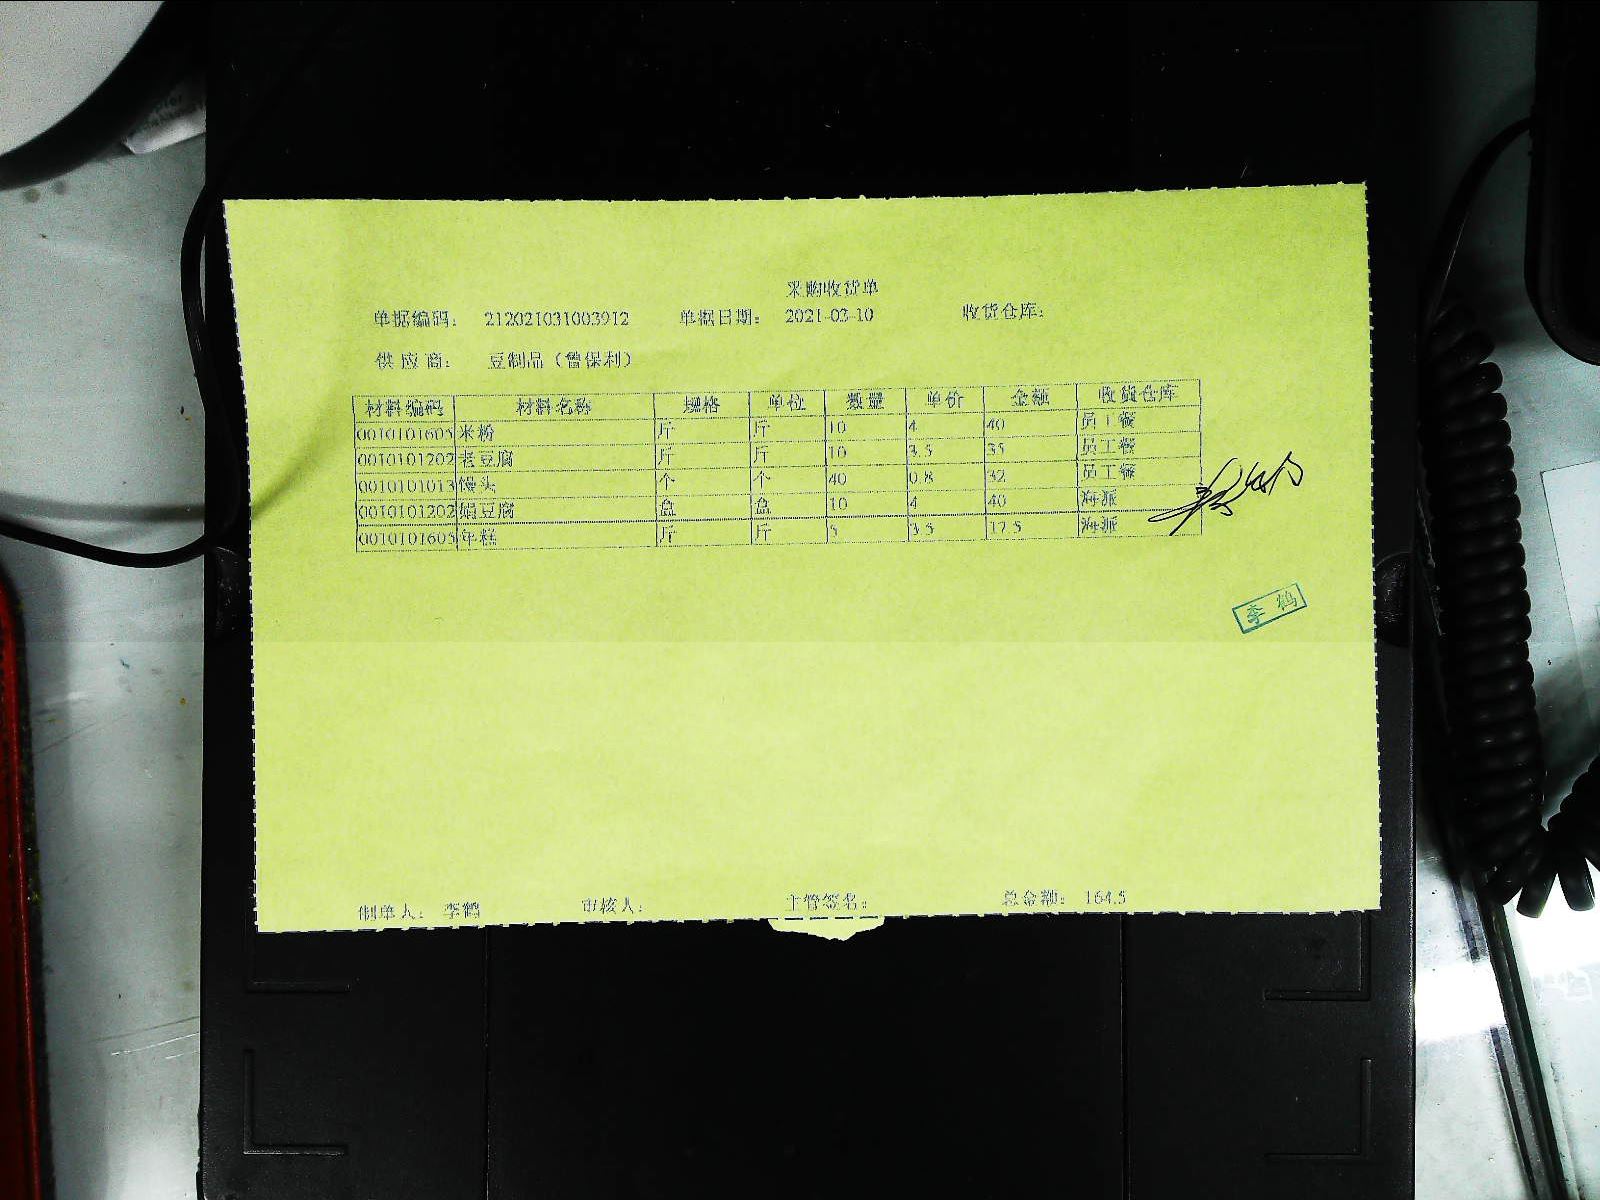 采购收货单
单据编码： 212021031003912 单据日期： 2021-03-10 收货仓库：
供 应 商： 豆制品（鲁保利）
材料编码 材料名称 规格 单位 数量 单价 金额 收货仓库
0010101605 米粉 斤 斤 10 4 40 员工餐
0010101202 老豆腐 斤 斤 10 3.5 35 员工餐
0010101013 馒头 个 个 40 0.8 32 员工餐
0010101202 豆腐 盒 盒 10 4 40 海派
0010101605 年糕 斤 斤 5 3.5 17.5 海派
李 鹤
制单人： 李鹤 审核人： 主管签名： 总金额： 164.5